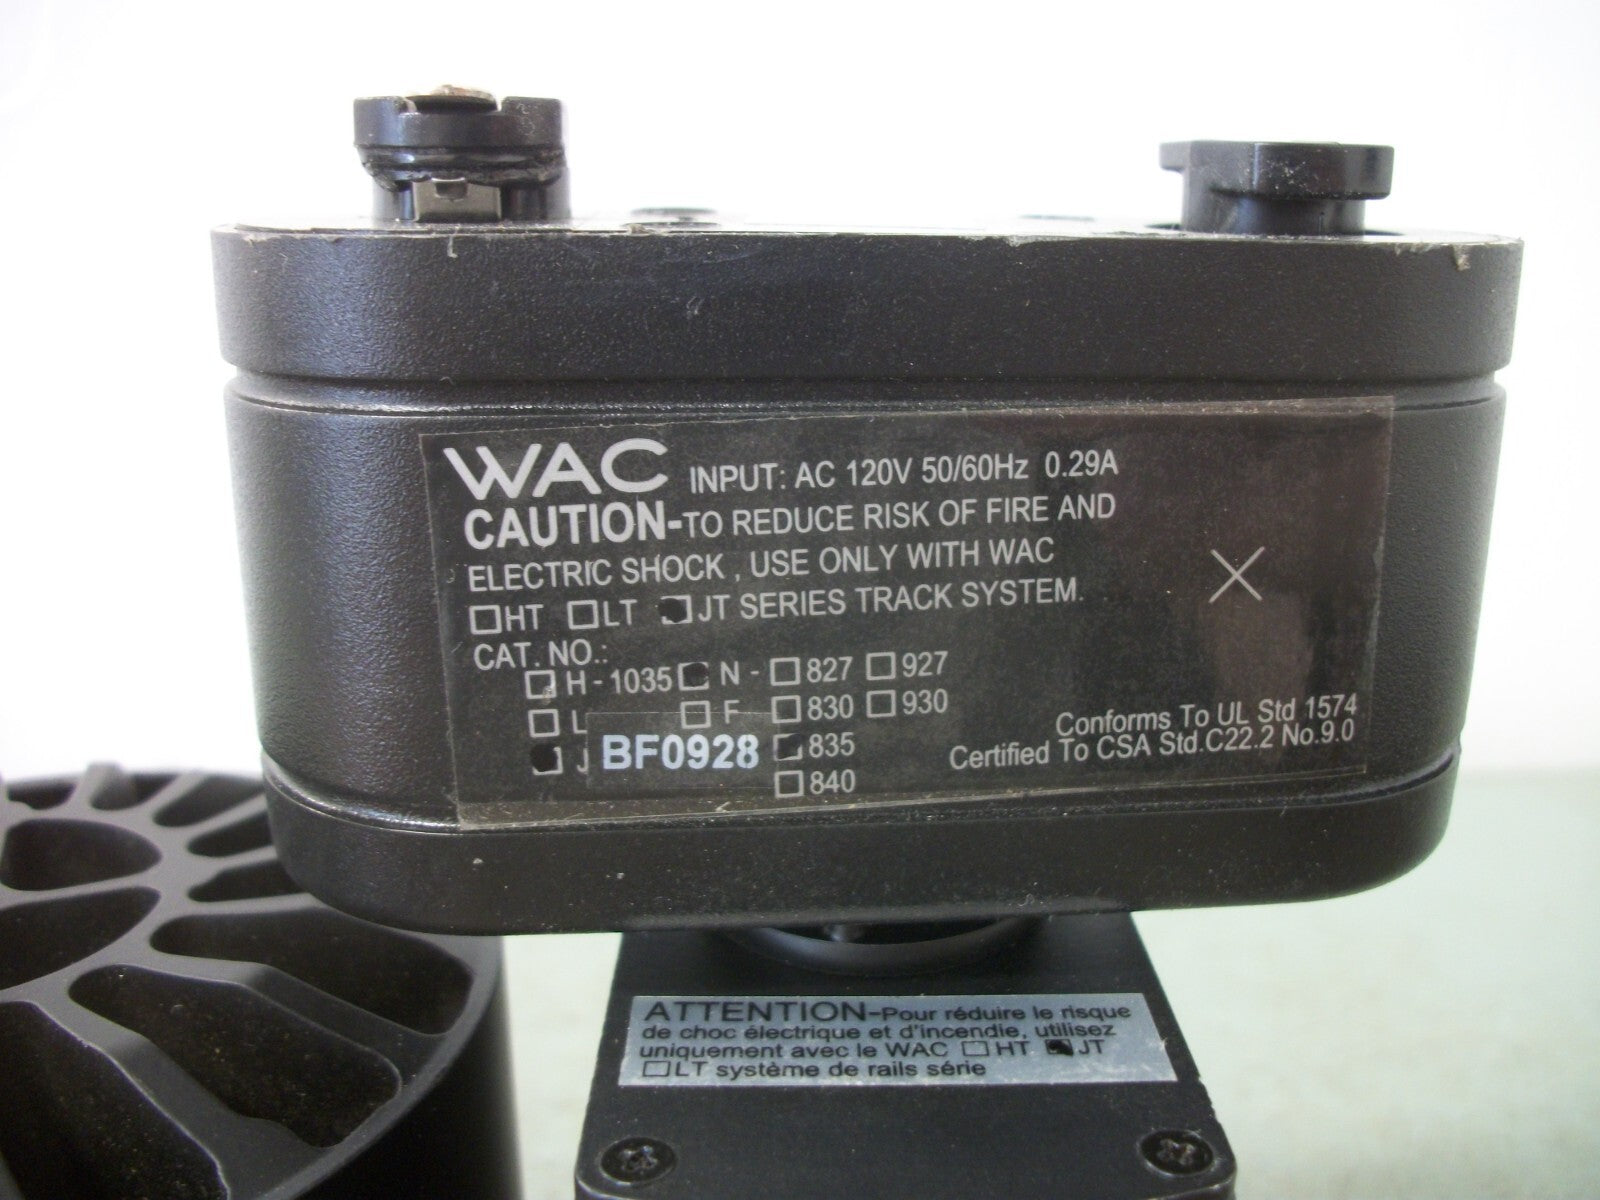 WAC INPUT: AC 120V 50/60Hz 0.29A
CAUTION-TO REDUCE RISK OF FIRE AND
ELECTRIC SHOCK , USE ONLY WITH WAC
HT LT JT SERIES TRACK SYSTEM.
CAT. NO.:
H - 1035 N - 827 927
L F 830 930
J BF0928 835
840
Conforms To UL Std 1574
Certified To CSA Std.C22.2 No.9.0
ATTENTION-Pour réduire le risque
de choc électrique et d'incendie, utilisez
uniquement avec le WAC HT JT
LT système de rails série